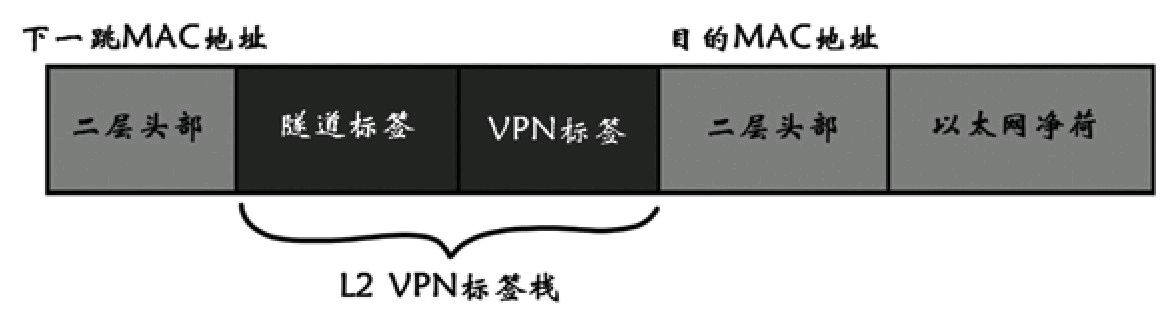 下一跳MAC地址
目的MAC地址
二层头部
隧道标签
VPN标签
二层头部
以太网净荷
L2 VPN标签栈